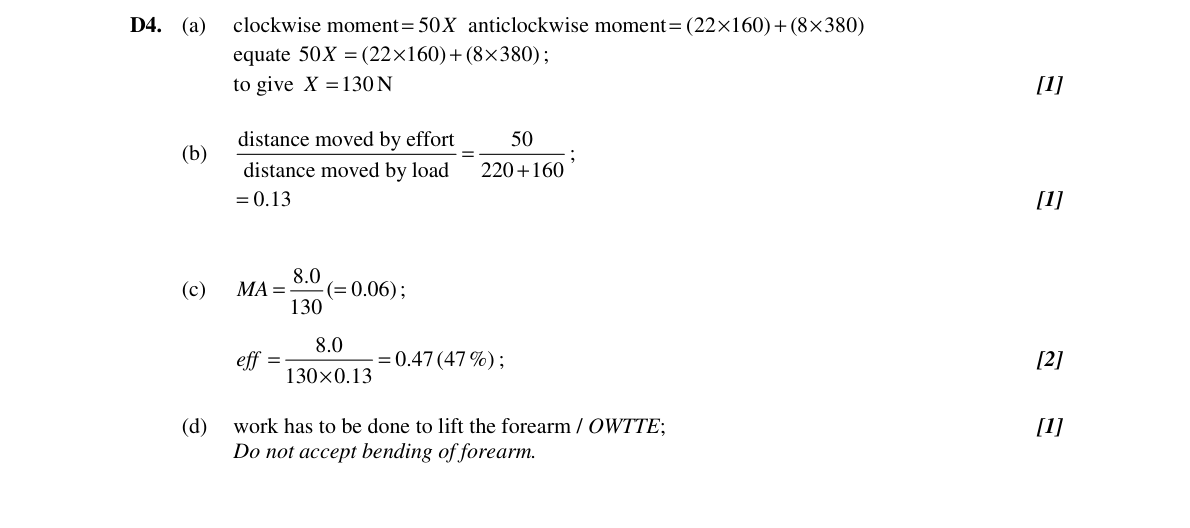 D4. (a) clockwise moment = 50X anticlockwise moment = (22×160)+(8×380)
equate 50X = (22×160)+(8×380);
to give X = 130 N [1]
(b) distance moved by effort / distance moved by load = 50 / 220+160 ;
= 0.13 [1]
(c) MA = 8.0 / 130 (= 0.06);
eff = 8.0 / 130×0.13 = 0.47 (47 %); [2]
(d) work has to be done to lift the forearm / OWTTE; [1]
Do not accept bending of forearm.